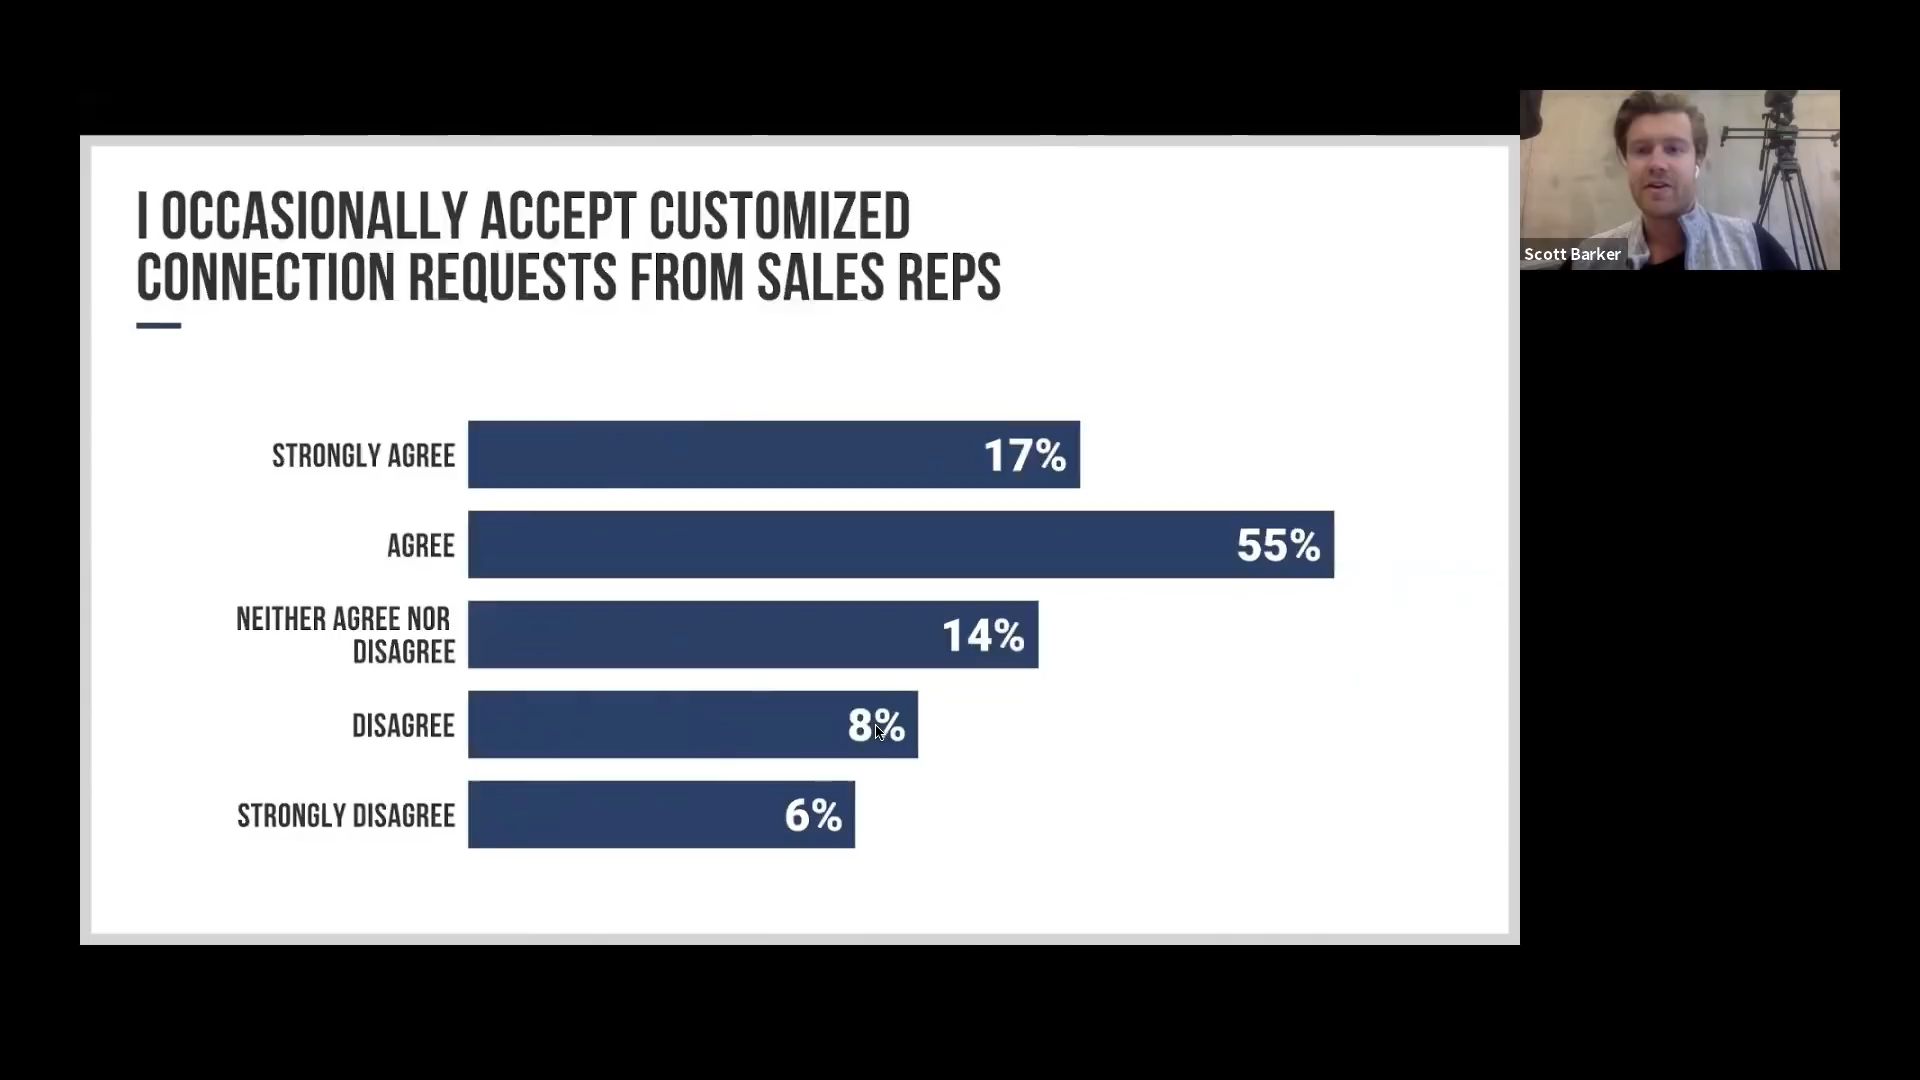 I OCCASIONALLY ACCEPT CUSTOMIZED
CONNECTION REQUESTS FROM SALES REPS
STRONGLY AGREE 17%
AGREE 55%
NEITHER AGREE NOR
DISAGREE 14%
DISAGREE 8%
STRONGLY DISAGREE 6%
Scott Barker